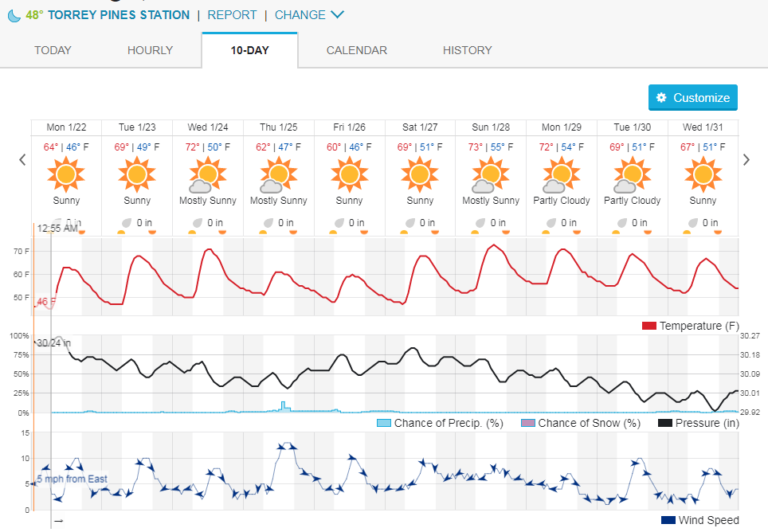 48° TORREY PINES STATION | REPORT | CHANGE
TODAY HOURLY 10-DAY CALENDAR HISTORY
Customize
Mon 1/22 Tue 1/23 Wed 1/24 Thu 1/25 Fri 1/26 Sat 1/27 Sun 1/28 Mon 1/29 Tue 1/30 Wed 1/31
64° | 46° F 69° | 49° F 72° | 50° F 62° | 47° F 60° | 46° F 69° | 51° F 73° | 55° F 72° | 54° F 69° | 51° F 67° | 51° F
Sunny Sunny Mostly Sunny Mostly Sunny Sunny Sunny Mostly Sunny Partly Cloudy Partly Cloudy Sunny
0 in 0 in 0 in 0 in 0 in 0 in 0 in 0 in 0 in 0 in
12:55 AM
70 F
60 F
50 F
46 F
Temperature (F)
100% 30.27
30.24 in
75% 30.18
50% 30.09
25% 30.01
0% 29.92
Chance of Precip. (%) Chance of Snow (%) Pressure (in)
15
10
5 mph from East
5
0
Wind Speed